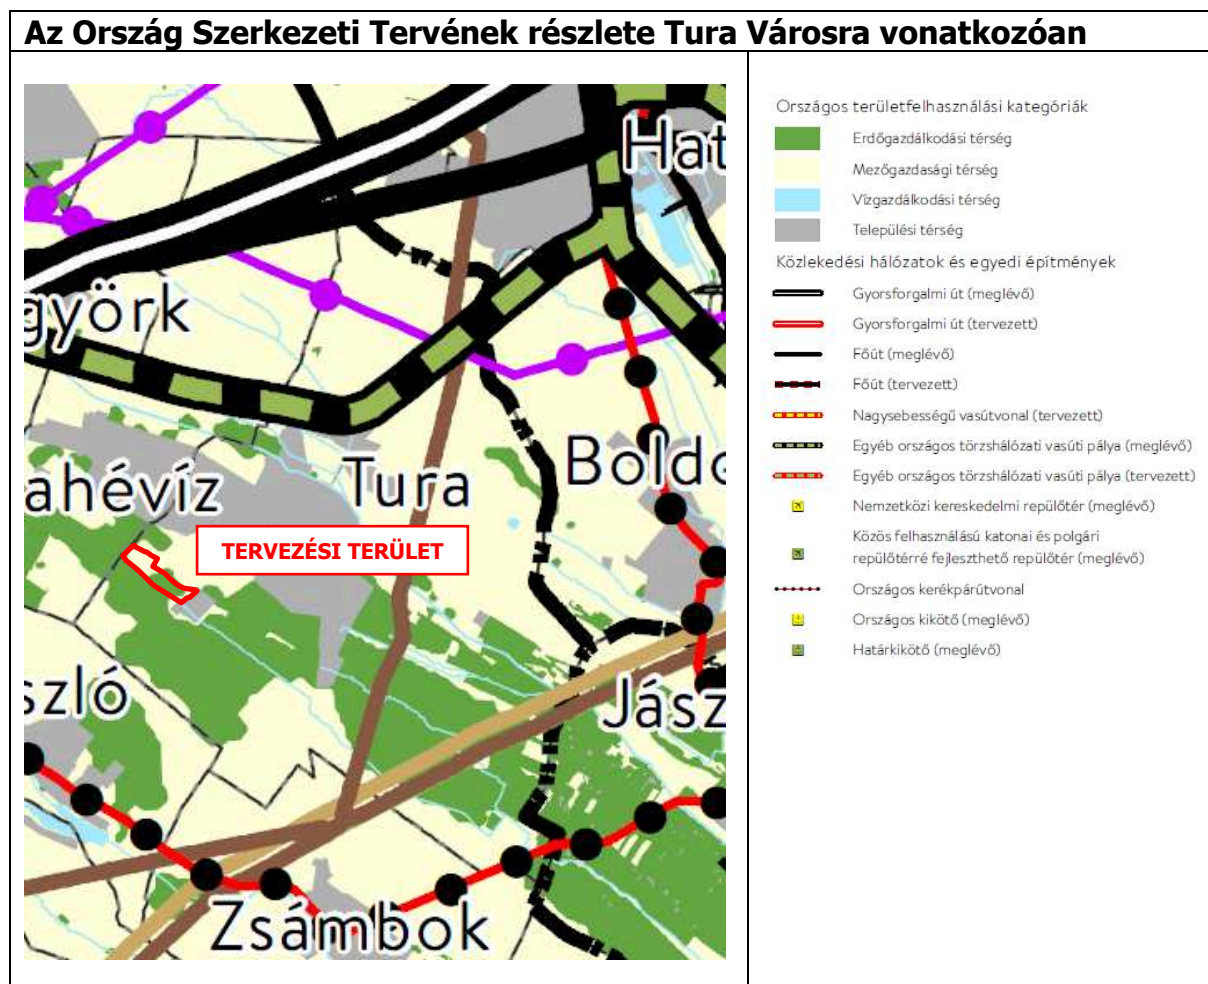 Az Ország Szerkezeti Tervének részlete Tura Városra vonatkozóan
Hat
györk
ahévíz
Tura
Boldo
TERVEZÉSI TERÜLET
szló
Jász
Zsámbok
Országos területfelhasználási kategóriák
Erdőgazdálkodási térség
Mezőgazdasági térség
Vízgazdálkodási térség
Települési térség
Közlekedési hálózatok és egyedi építmények
Gyorsforgalmi út (meglévő)
Gyorsforgalmi út (tervezett)
Főút (meglévő)
Főút (tervezett)
Nagysebességű vasútvonal (tervezett)
Egyéb országos törzshálózati vasúti pálya (meglévő)
Egyéb országos törzshálózati vasúti pálya (tervezett)
Nemzetközi kereskedelmi repülőtér (meglévő)
Közös felhasználású katonai és polgári
repülőtérré fejleszthető repülőtér (meglévő)
Országos kerékpárútvonal
Országos kikötő (meglévő)
Határkikötő (meglévő)